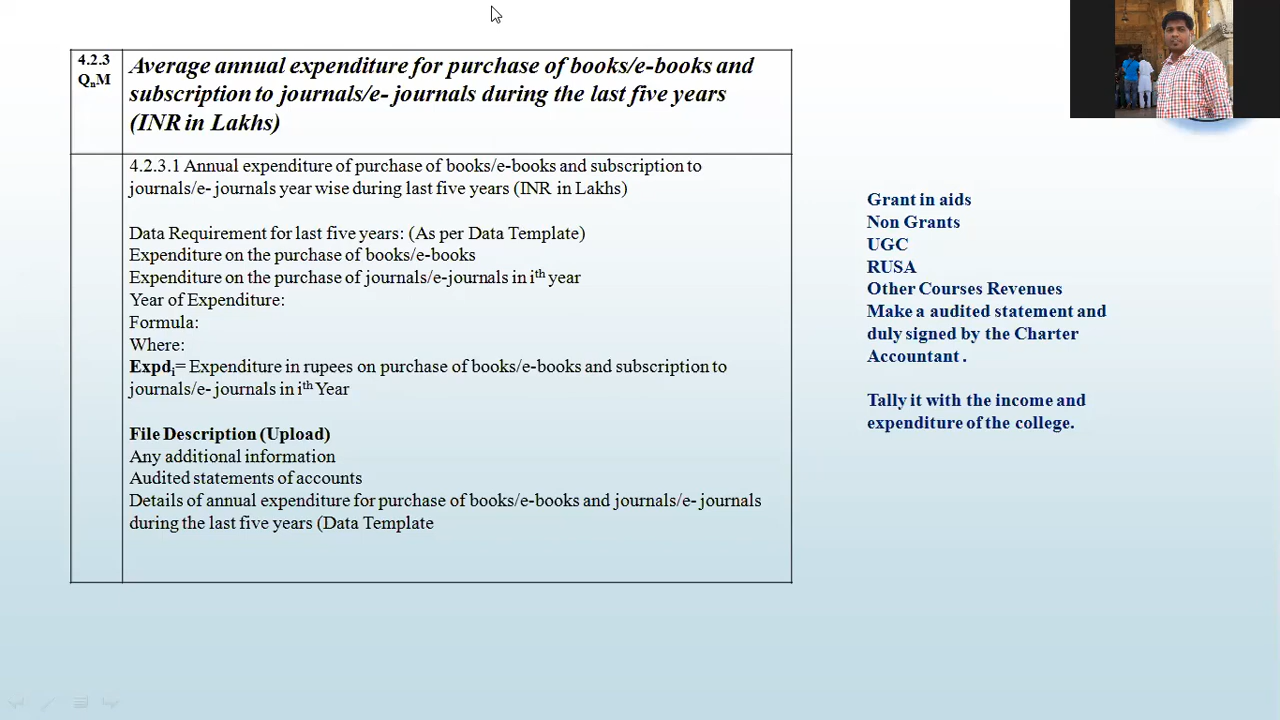 4.2.3
QnM
Average annual expenditure for purchase of books/e-books and
subscription to journals/e- journals during the last five years
(INR in Lakhs)
4.2.3.1 Annual expenditure of purchase of books/e-books and subscription to
journals/e- journals year wise during last five years (INR in Lakhs)
Data Requirement for last five years: (As per Data Template)
Expenditure on the purchase of books/e-books
Expenditure on the purchase of journals/e-journals in ith year
Year of Expenditure:
Formula:
Where:
Expdi= Expenditure in rupees on purchase of books/e-books and subscription to
journals/e- journals in ith Year
File Description (Upload)
Any additional information
Audited statements of accounts
Details of annual expenditure for purchase of books/e-books and journals/e- journals
during the last five years (Data Template
Grant in aids
Non Grants
UGC
RUSA
Other Courses Revenues
Make a audited statement and
duly signed by the Charter
Accountant .
Tally it with the income and
expenditure of the college.